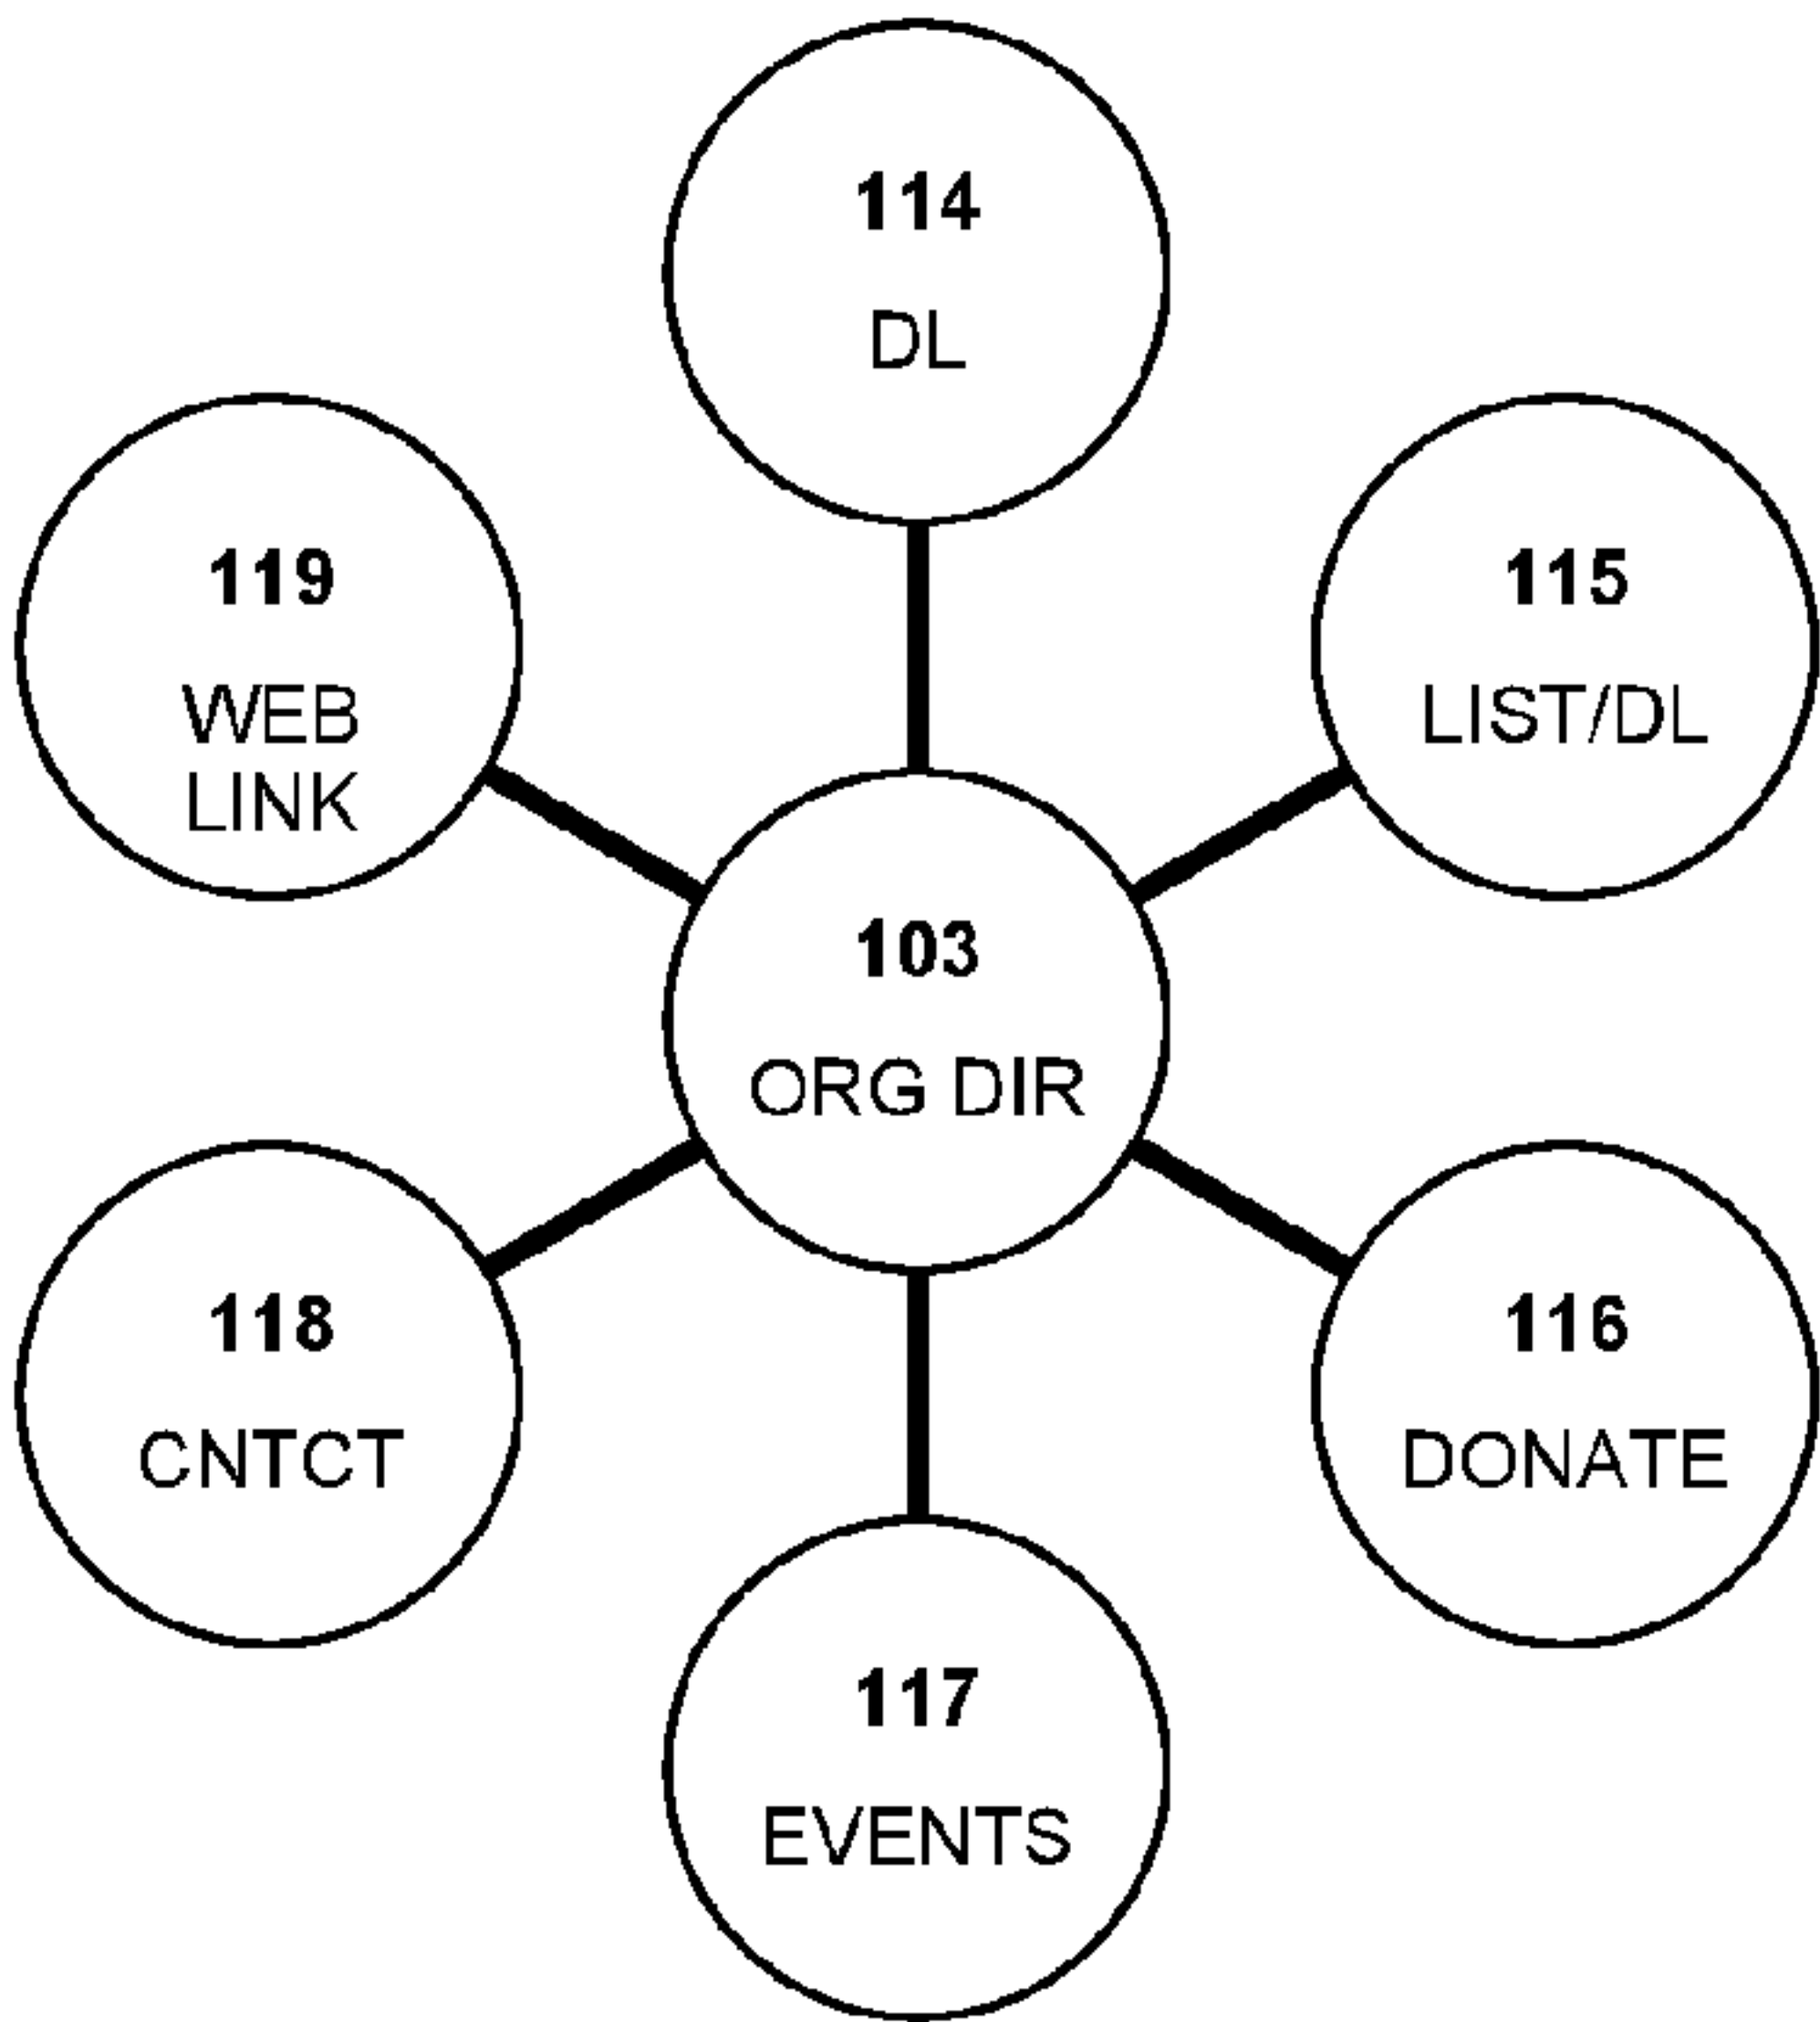 114
DL
119
WEB
LINK
115
LIST/DL
103
ORG DIR
118
CNTCT
116
DONATE
117
EVENTS